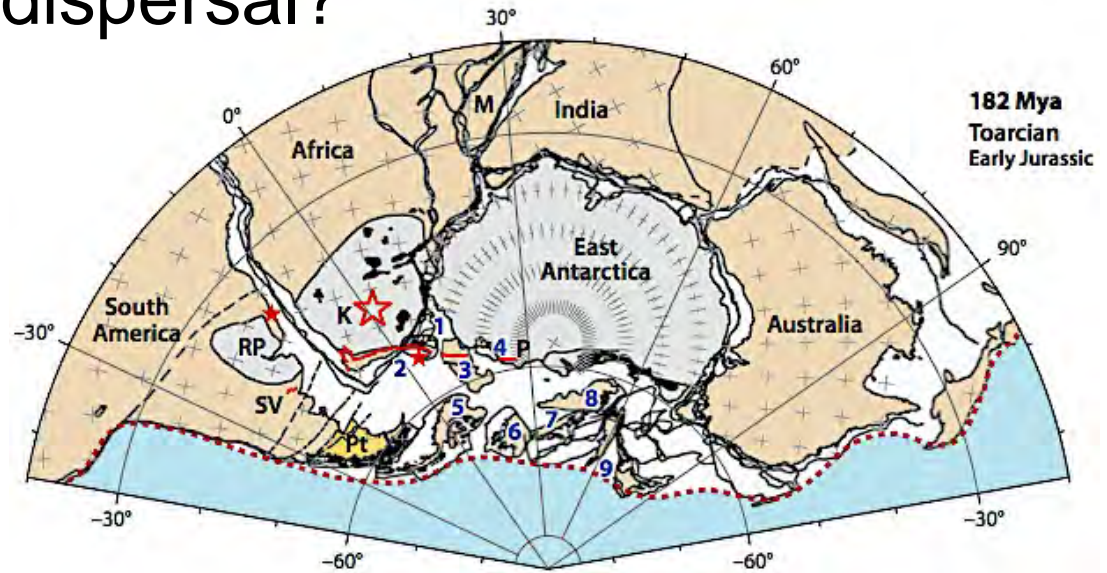 dispersal?
30°
60°
182 Mya
Toarcian
Early Jurassic
0°
M
India
Africa
90°
East
Antarctica
South
America
K
1
Australia
−30°
RP
4 P
2
3
SV
8
5
7
6
Pt
9
−30°
−30°
−60°
−60°